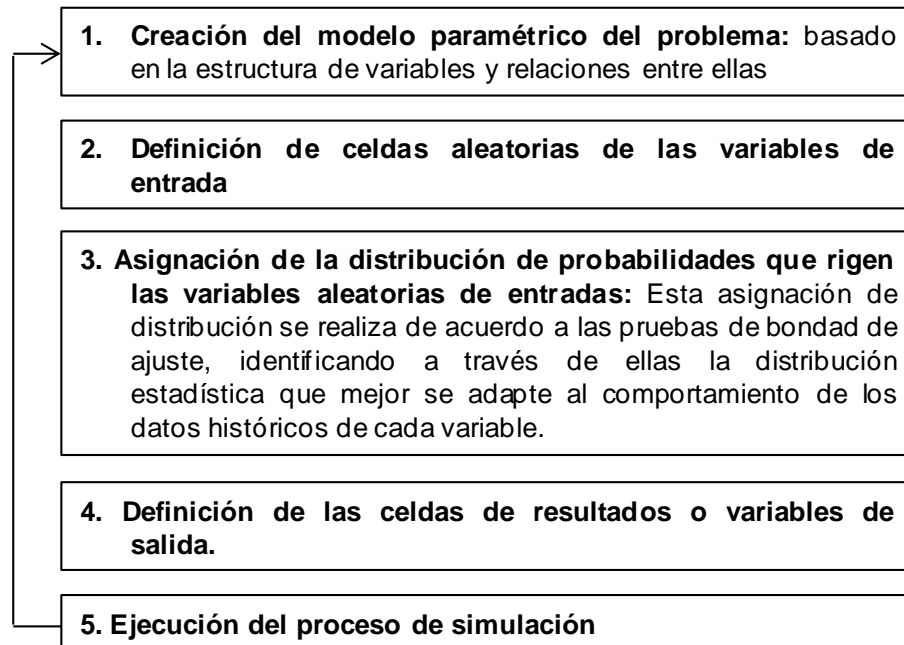 1. Creación del modelo paramétrico del problema: basado
en la estructura de variables y relaciones entre ellas
2. Definición de celdas aleatorias de las variables de
entrada
3. Asignación de la distribución de probabilidades que rigen
las variables aleatorias de entradas: Esta asignación de
distribución se realiza de acuerdo a las pruebas de bondad de
ajuste, identificando a través de ellas la distribución
estadística que mejor se adapte al comportamiento de los
datos históricos de cada variable.
4. Definición de las celdas de resultados o variables de
salida.
5. Ejecución del proceso de simulación